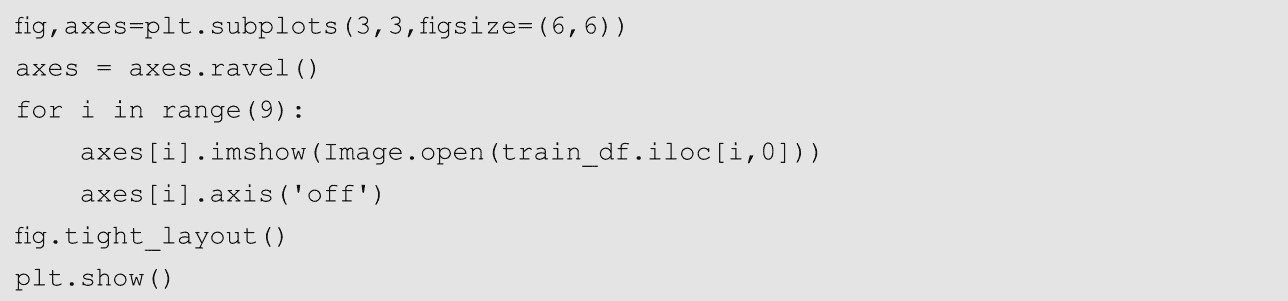 fig,axes=plt.subplots(3,3,figsize=(6,6))
axes = axes.ravel()
for i in range(9):
    axes[i].imshow(Image.open(train_df.iloc[i,0]))
    axes[i].axis('off')
fig.tight_layout()
plt.show()